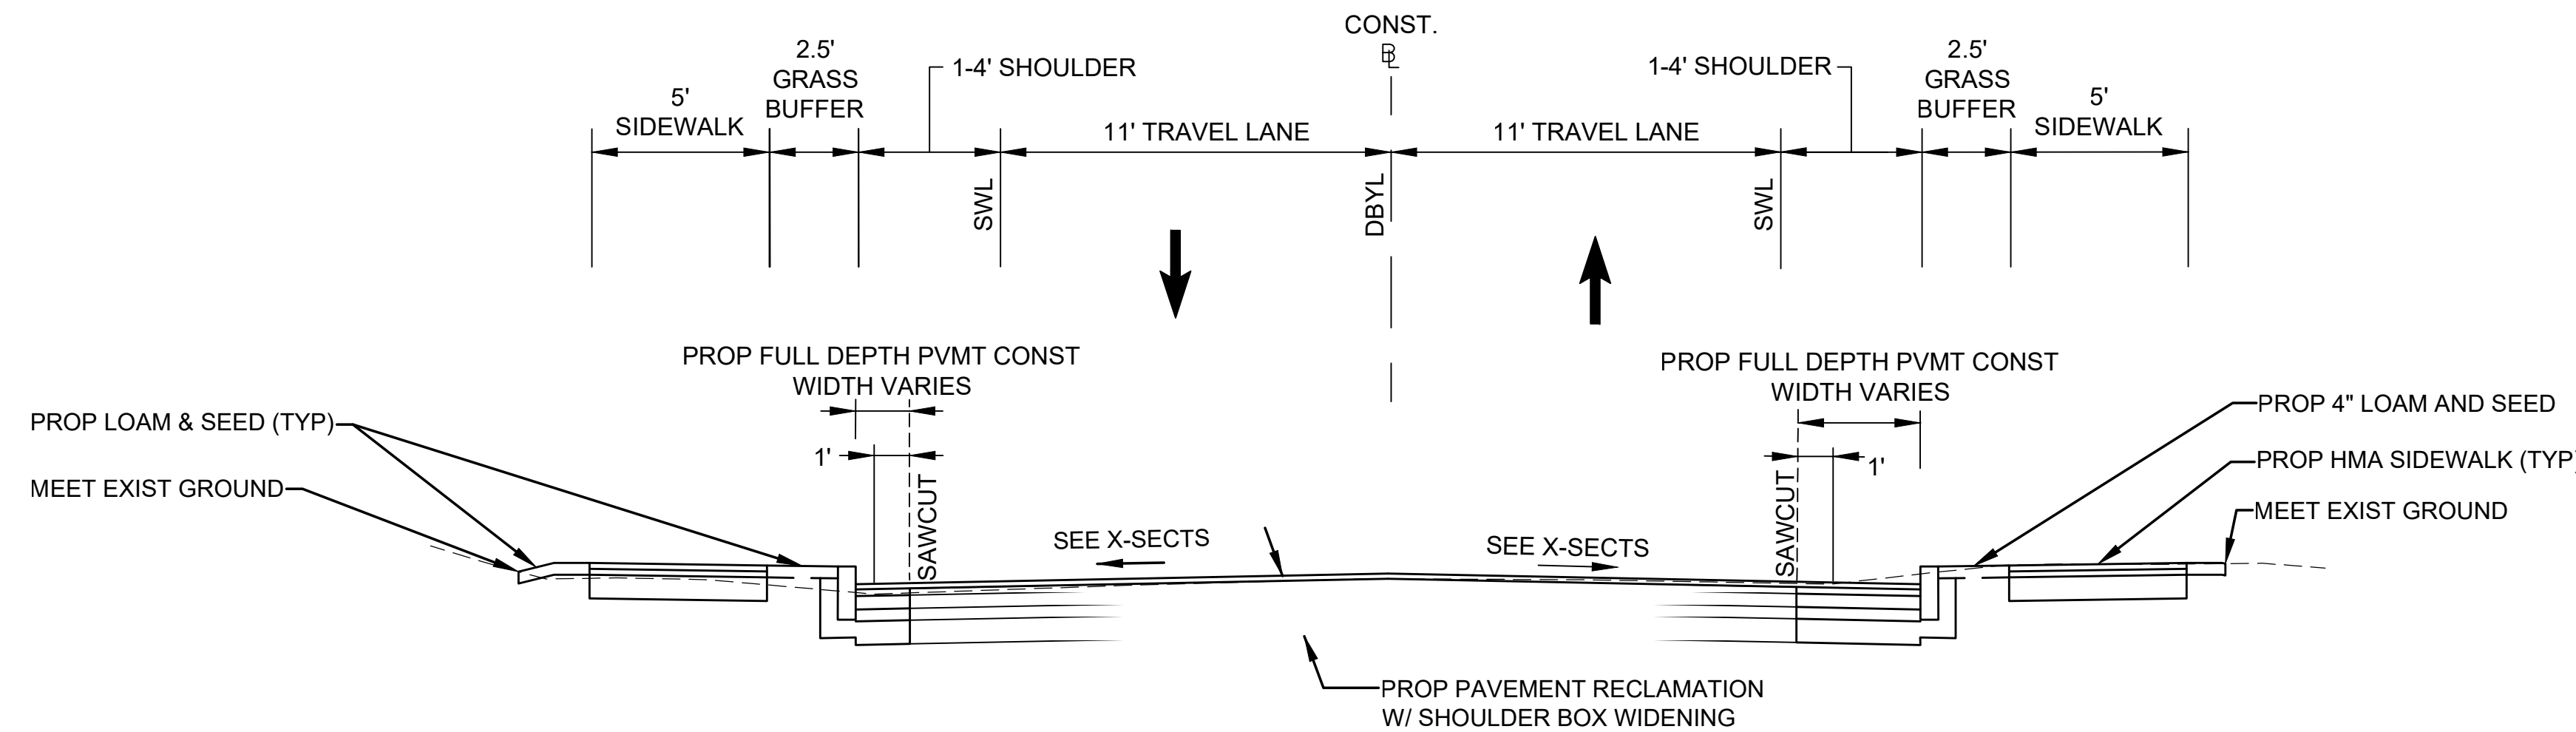 CONST.
BL
2.5'
GRASS
BUFFER
1-4' SHOULDER
1-4' SHOULDER
2.5'
GRASS
BUFFER
5'
SIDEWALK
11' TRAVEL LANE
11' TRAVEL LANE
5'
SIDEWALK
SWL
DBYL
SWL
PROP FULL DEPTH PVMT CONST
WIDTH VARIES
PROP FULL DEPTH PVMT CONST
WIDTH VARIES
PROP LOAM & SEED (TYP)
PROP 4" LOAM AND SEED
1'
1'
PROP HMA SIDEWALK (TYP)
MEET EXIST GROUND
MEET EXIST GROUND
SAWCUT
SAWCUT
SEE X-SECTS
SEE X-SECTS
PROP PAVEMENT RECLAMATION
W/ SHOULDER BOX WIDENING